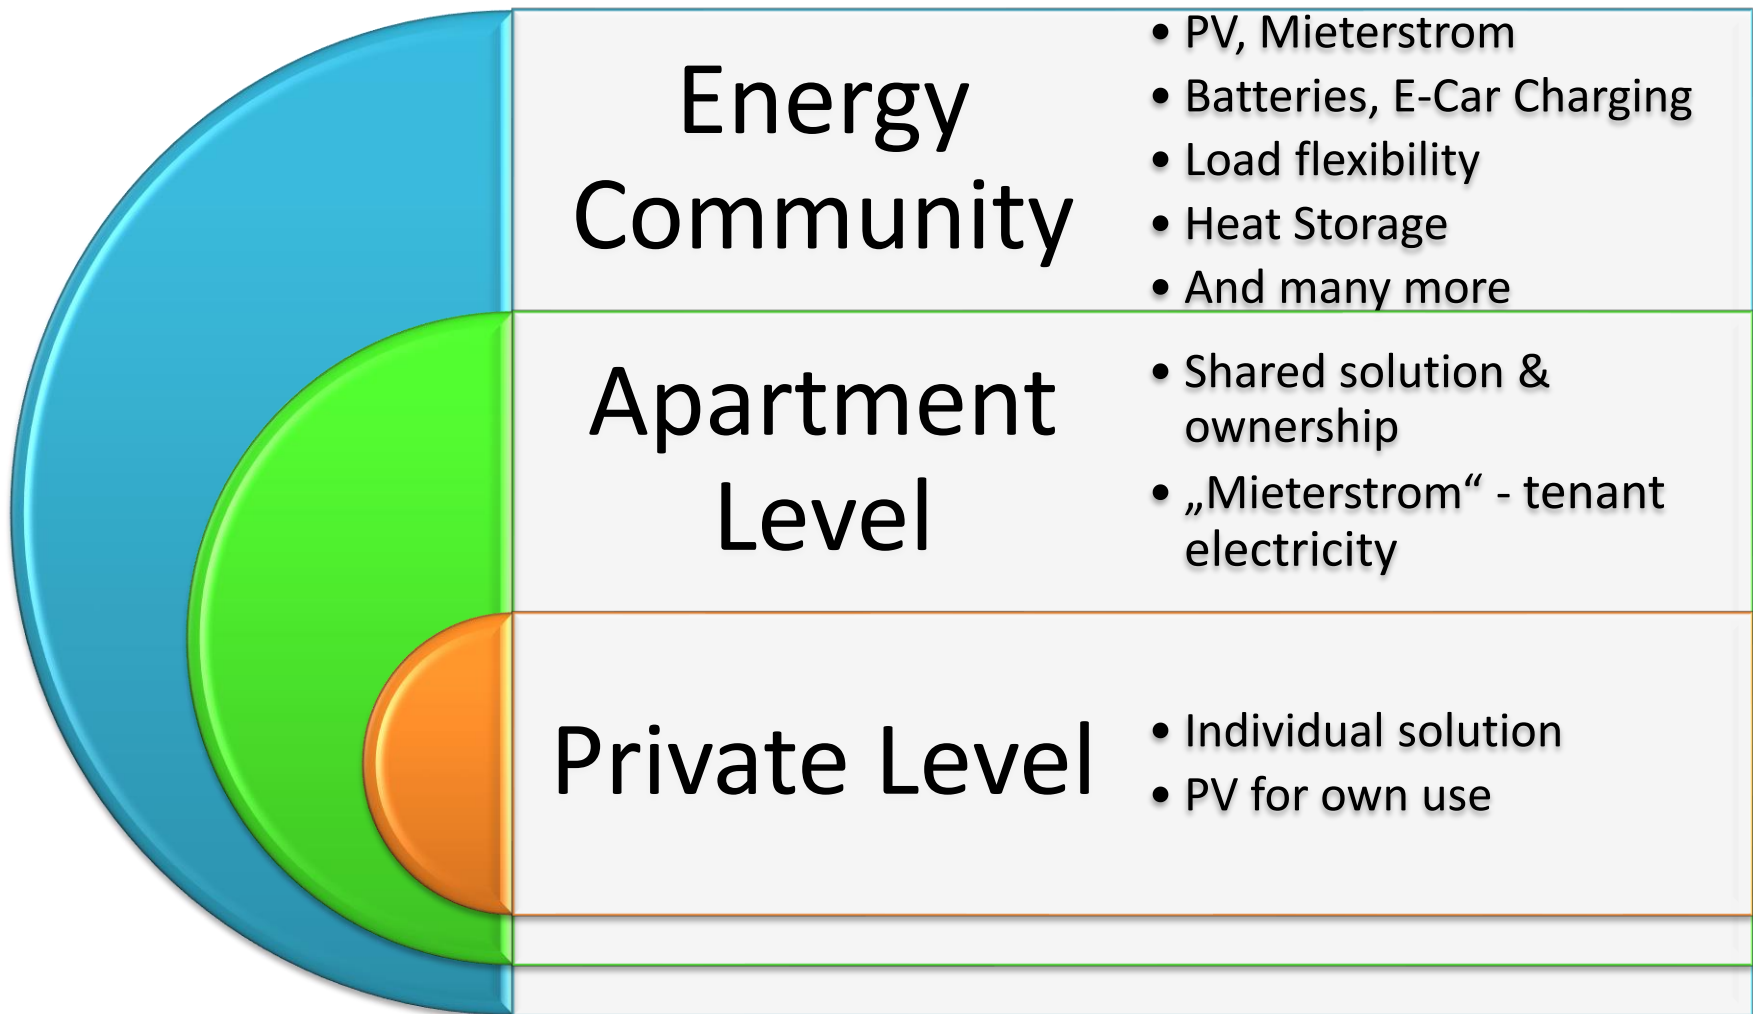 Energy
Community
• PV, Mieterstrom
• Batteries, E-Car Charging
• Load flexibility
• Heat Storage
• And many more
Apartment
Level
• Shared solution &
ownership
• „Mieterstrom“ - tenant
electricity
Private Level
• Individual solution
• PV for own use